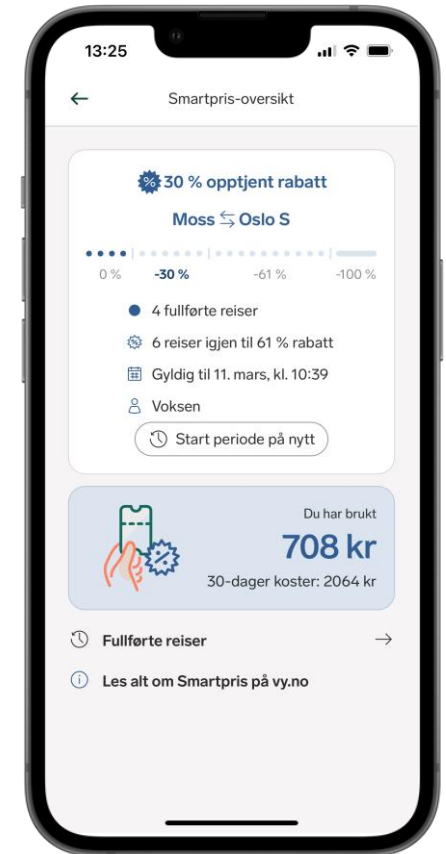 13:25
Smartpris-oversikt
30 % opptjent rabatt
Moss ⇆ Oslo S
0 % -30 % -61 % -100 %
4 fullførte reiser
6 reiser igjen til 61 % rabatt
Gyldig til 11. mars, kl. 10:39
Voksen
Start periode på nytt
Du har brukt
708 kr
30-dager koster: 2064 kr
Fullførte reiser
Les alt om Smartpris på vy.no